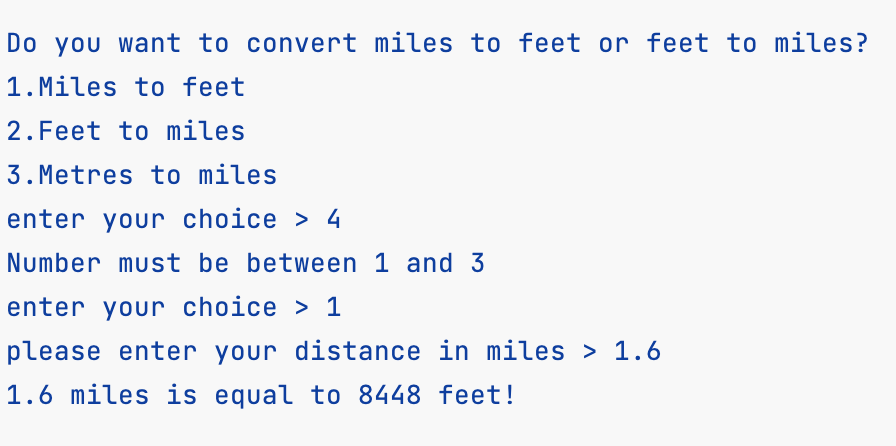 Do you want to convert miles to feet or feet to miles?
1.Miles to feet
2.Feet to miles
3.Metres to miles
enter your choice > 4
Number must be between 1 and 3
enter your choice > 1
please enter your distance in miles > 1.6
1.6 miles is equal to 8448 feet!